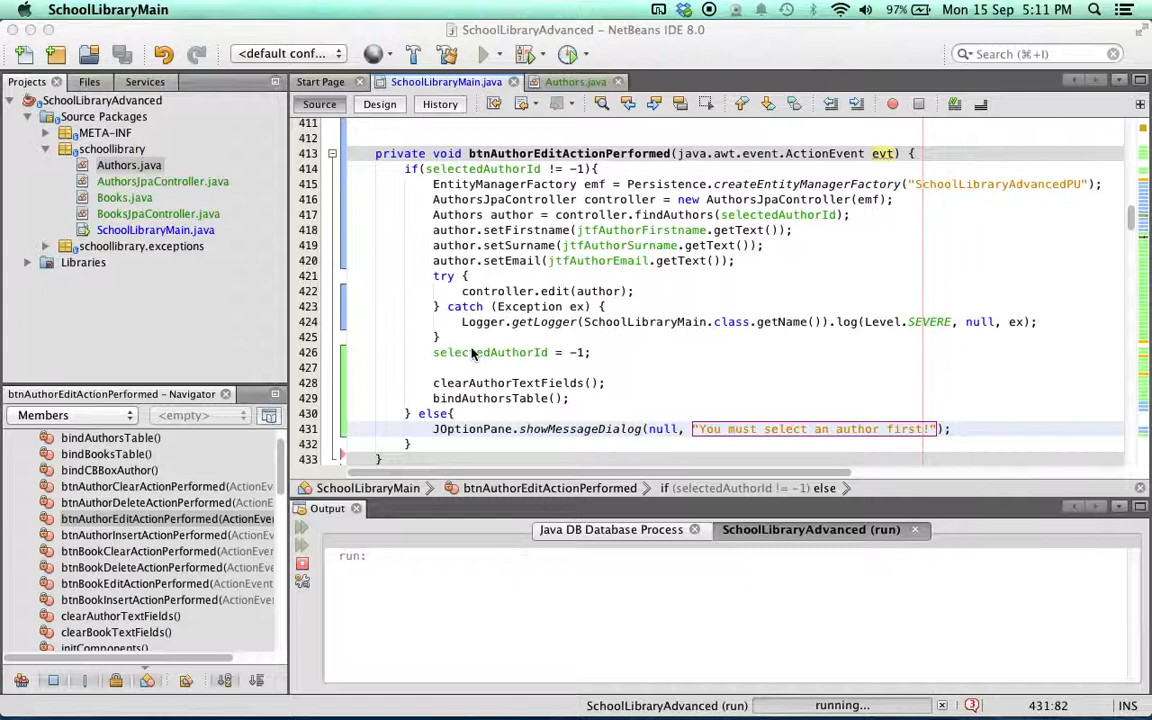 SchoolLibraryMain
97%
Mon 15 Sep 5:11 PM
SchoolLibraryAdvanced - NetBeans IDE 8.0
<default conf...
Search (⌘+I)
Projects
Files
Services
Start Page
SchoolLibraryMain.java
Authors.java
SchoolLibraryAdvanced
Source Packages
META-INF
schoollibrary
Authors.java
AuthorsJpaController.java
Books.java
BooksJpaController.java
SchoolLibraryMain.java
schoollibrary.exceptions
Libraries
Source
Design
History
411
412
413 private void btnAuthorEditActionPerformed(java.awt.event.ActionEvent evt) {
414 if(selectedAuthorId != -1){
415 EntityManagerFactory emf = Persistence.createEntityManagerFactory("SchoolLibraryAdvancedPU");
416 AuthorsJpaController controller = new AuthorsJpaController(emf);
417 Authors author = controller.findAuthors(selectedAuthorId);
418 author.setFirstname(jtfAuthorFirstname.getText());
419 author.setSurname(jtfAuthorSurname.getText());
420 author.setEmail(jtfAuthorEmail.getText());
421 try {
422 controller.edit(author);
423 } catch (Exception ex) {
424 Logger.getLogger(SchoolLibraryMain.class.getName()).log(Level.SEVERE, null, ex);
425 }
426 selectedAuthorId = -1;
427
428 clearAuthorTextFields();
429 bindAuthorsTable();
430 } else{
431 JOptionPane.showMessageDialog(null, "You must select an author first!");
432 }
433 }
btnAuthorEditActionPerformed - Navigator
Members
<empty>
bindAuthorsTable()
bindBooksTable()
bindCBBoxAuthor()
btnAuthorClearActionPerformed(ActionEv
btnAuthorDeleteActionPerformed(ActionE
btnAuthorEditActionPerformed(ActionEve
btnAuthorInsertActionPerformed(ActionE
btnBookClearActionPerformed(ActionEven
btnBookDeleteActionPerformed(ActionEve
btnBookEditActionPerformed(ActionEvent
btnBookInsertActionPerformed(ActionEve
clearAuthorTextFields()
clearBookTextFields()
initComponents()
SchoolLibraryMain
btnAuthorEditActionPerformed
if (selectedAuthorId != -1) else
Output
Java DB Database Process
SchoolLibraryAdvanced (run)
run:
SchoolLibraryAdvanced (run)
running...
3
431:82
INS